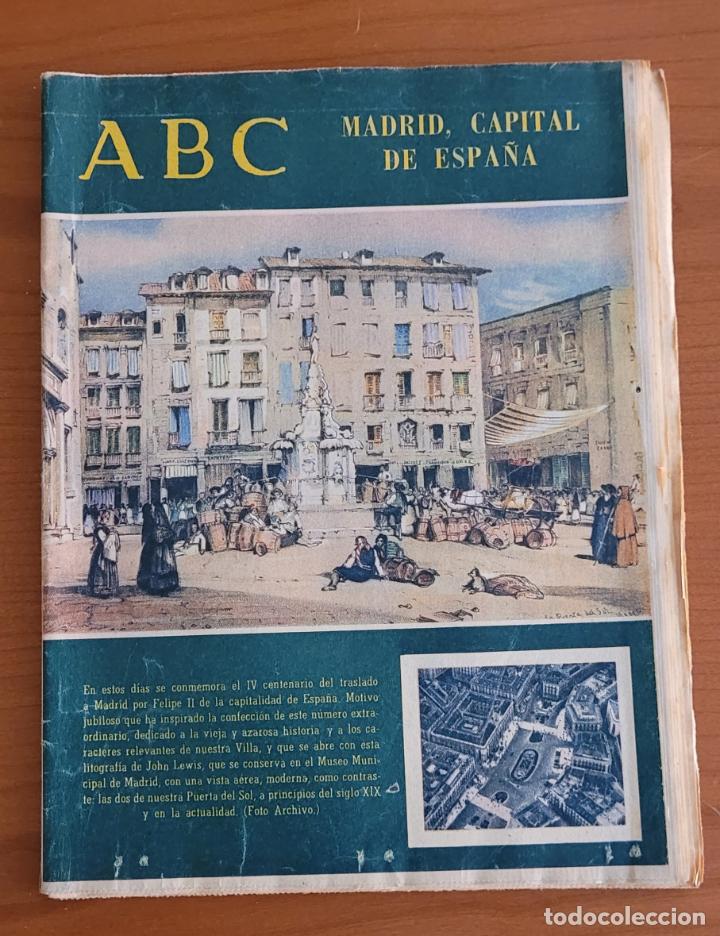 ABC
MADRID, CAPITAL
DE ESPAÑA
En estos días se conmemora el IV centenario del traslado
a Madrid por Felipe II de la capitalidad de España. Motivo
jubiloso que ha inspirado la confección de este número extra-
ordinario, dedicado a la vieja y azarosa historia y a los ca-
racteres relevantes de nuestra Villa, y que se abre con esta
litografía de John Lewis, que se conserva en el Museo Muni-
cipal de Madrid, con una vista aérea, moderna, como contras-
te: las dos de nuestra Puerta del Sol, a principios del siglo XIX
y en la actualidad. (Foto Archivo.)
todocoleccion